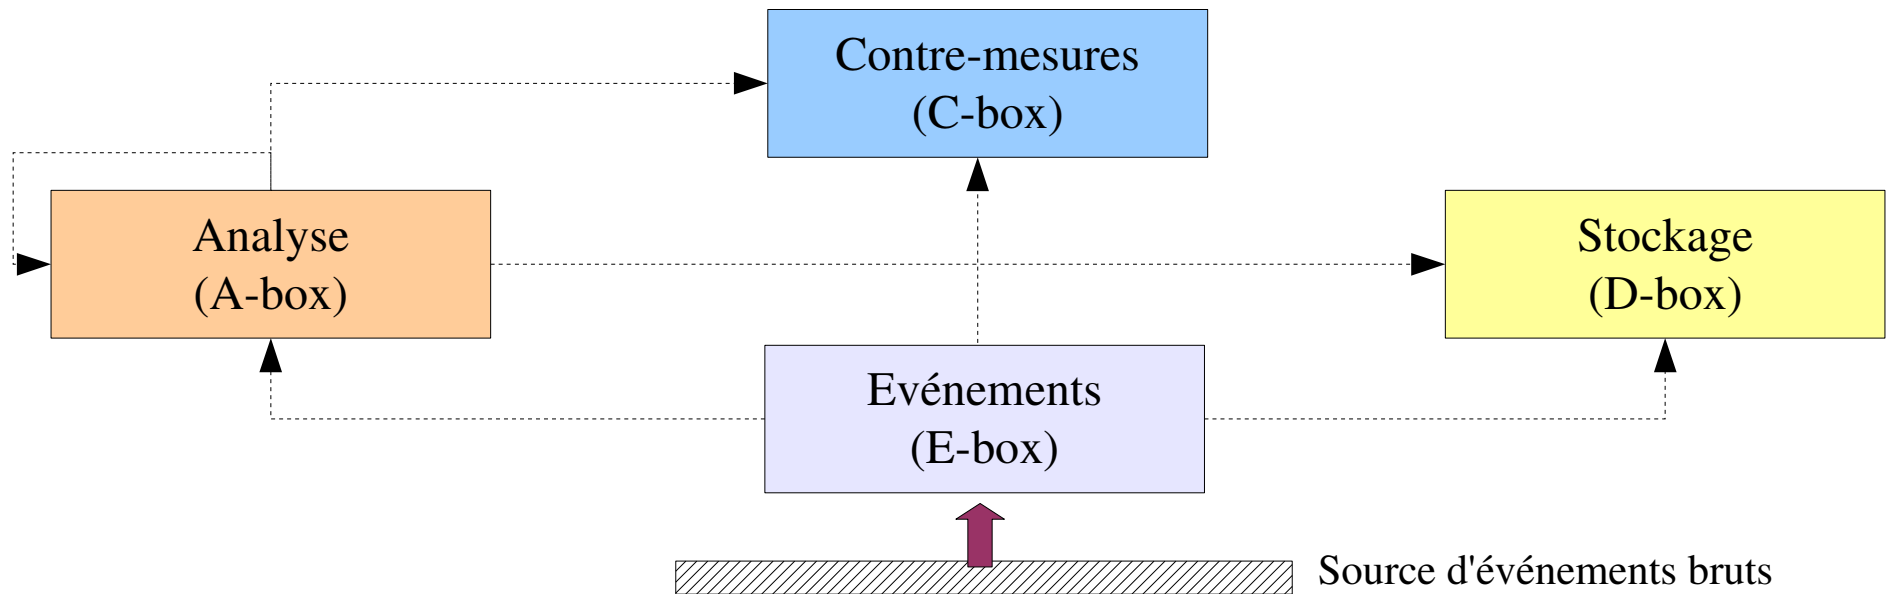 Contre-mesures
(C-box)
Analyse
(A-box)
Stockage
(D-box)
Evénements
(E-box)
Source d'événements bruts